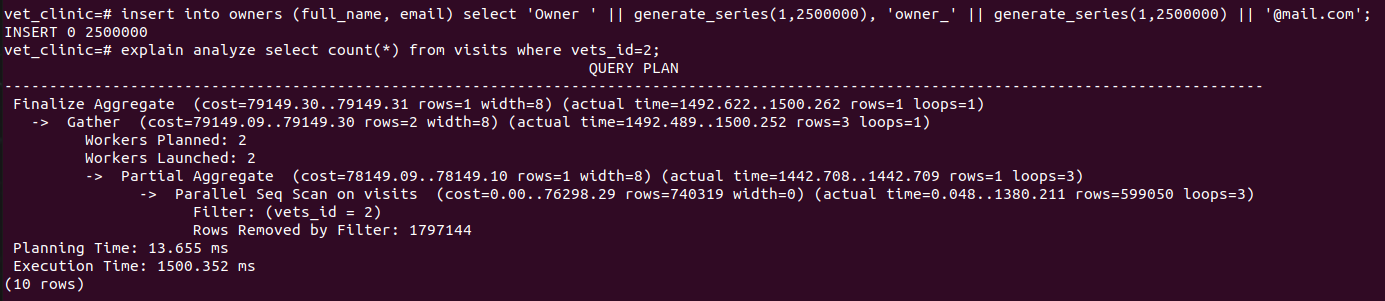 vet_clinic=# insert into owners (full_name, email) select 'Owner ' || generate_series(1,2500000), 'owner_' || generate_series(1,2500000) || '@mail.com';
INSERT 0 2500000
vet_clinic=# explain analyze select count(*) from visits where vets_id=2;
QUERY PLAN
--------------------------------------------------------------------------------------------------------------------------------------------
Finalize Aggregate  (cost=79149.30..79149.31 rows=1 width=8) (actual time=1492.622..1500.262 rows=1 loops=1)
->  Gather  (cost=79149.09..79149.30 rows=2 width=8) (actual time=1492.489..1500.252 rows=3 loops=1)
Workers Planned: 2
Workers Launched: 2
->  Partial Aggregate  (cost=78149.09..78149.10 rows=1 width=8) (actual time=1442.708..1442.709 rows=1 loops=3)
->  Parallel Seq Scan on visits  (cost=0.00..76298.29 rows=740319 width=0) (actual time=0.048..1380.211 rows=599050 loops=3)
Filter: (vets_id = 2)
Rows Removed by Filter: 1797144
Planning Time: 13.655 ms
Execution Time: 1500.352 ms
(10 rows)